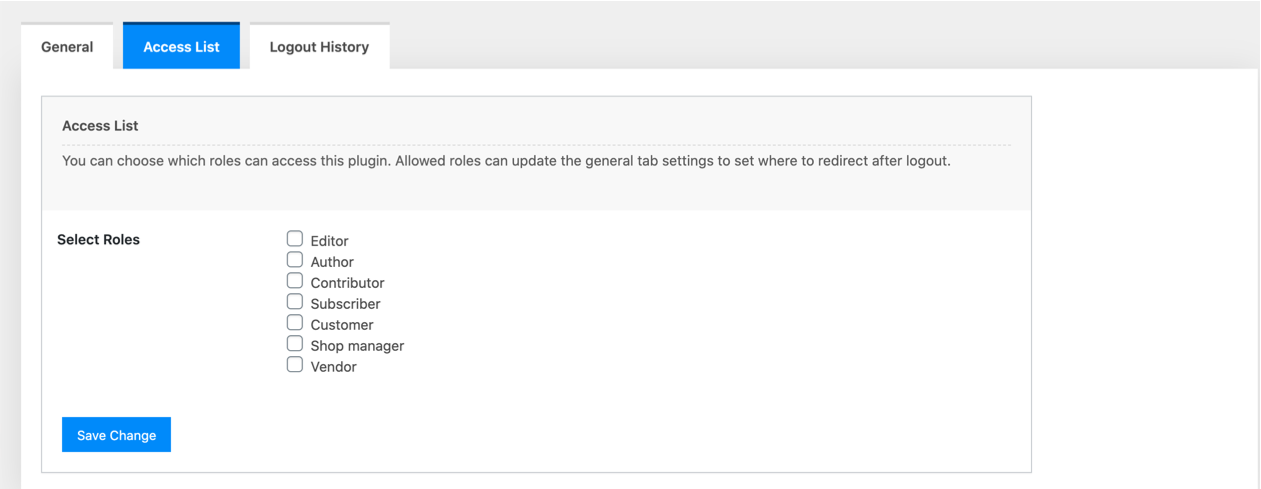 General
Access List
Logout History
Access List
You can choose which roles can access this plugin. Allowed roles can update the general tab settings to set where to redirect after logout.
Select Roles
Editor
Author
Contributor
Subscriber
Customer
Shop manager
Vendor
Save Change